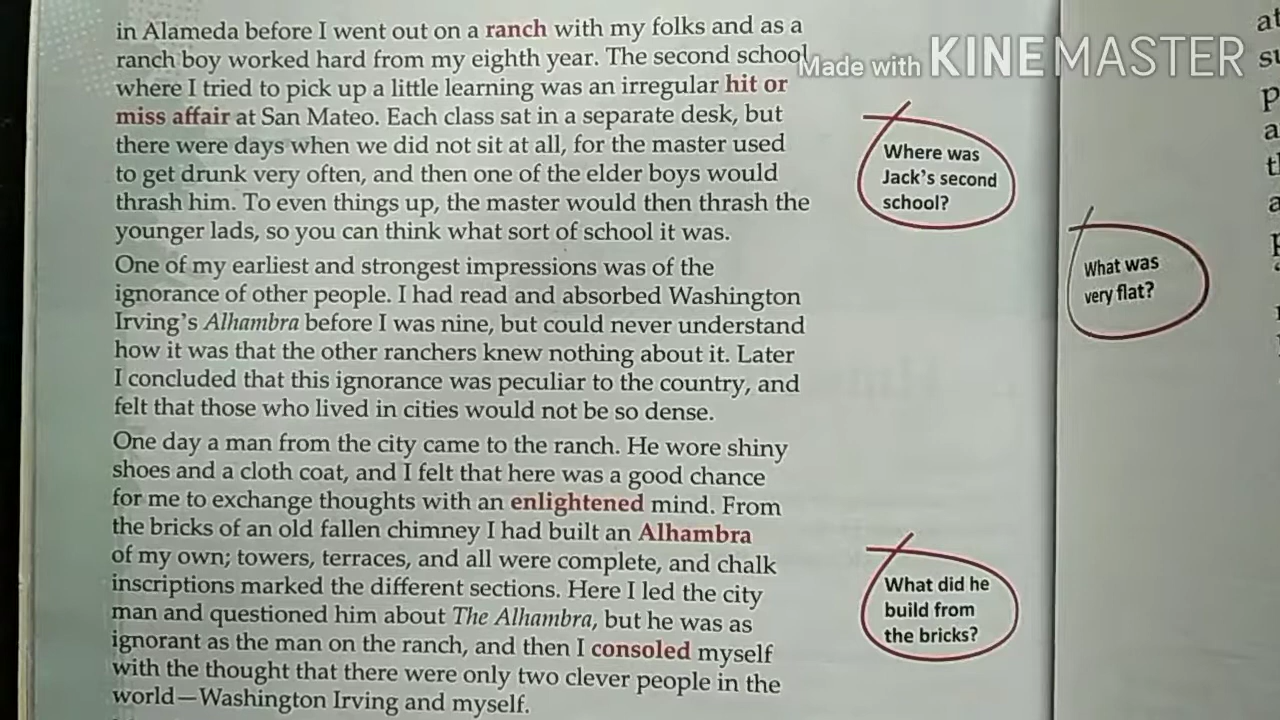 in Alameda before I went out on a ranch with my folks and as a
ranch boy worked hard from my eighth year. The second school
where I tried to pick up a little learning was an irregular hit or
miss affair at San Mateo. Each class sat in a separate desk, but
there were days when we did not sit at all, for the master used
to get drunk very often, and then one of the elder boys would
thrash him. To even things up, the master would then thrash the
younger lads, so you can think what sort of school it was.
One of my earliest and strongest impressions was of the
ignorance of other people. I had read and absorbed Washington
Irving's Alhambra before I was nine, but could never understand
how it was that the other ranchers knew nothing about it. Later
I concluded that this ignorance was peculiar to the country, and
felt that those who lived in cities would not be so dense.
One day a man from the city came to the ranch. He wore shiny
shoes and a cloth coat, and I felt that here was a good chance
for me to exchange thoughts with an enlightened mind. From
the bricks of an old fallen chimney I had built an Alhambra
of my own; towers, terraces, and all were complete, and chalk
inscriptions marked the different sections. Here I led the city
man and questioned him about The Alhambra, but he was as
ignorant as the man on the ranch, and then I consoled myself
with the thought that there were only two clever people in the
world—Washington Irving and myself.
Made with KINEMASTER
Where was
Jack's second
school?
What did he
build from
the bricks?
What was
very flat?